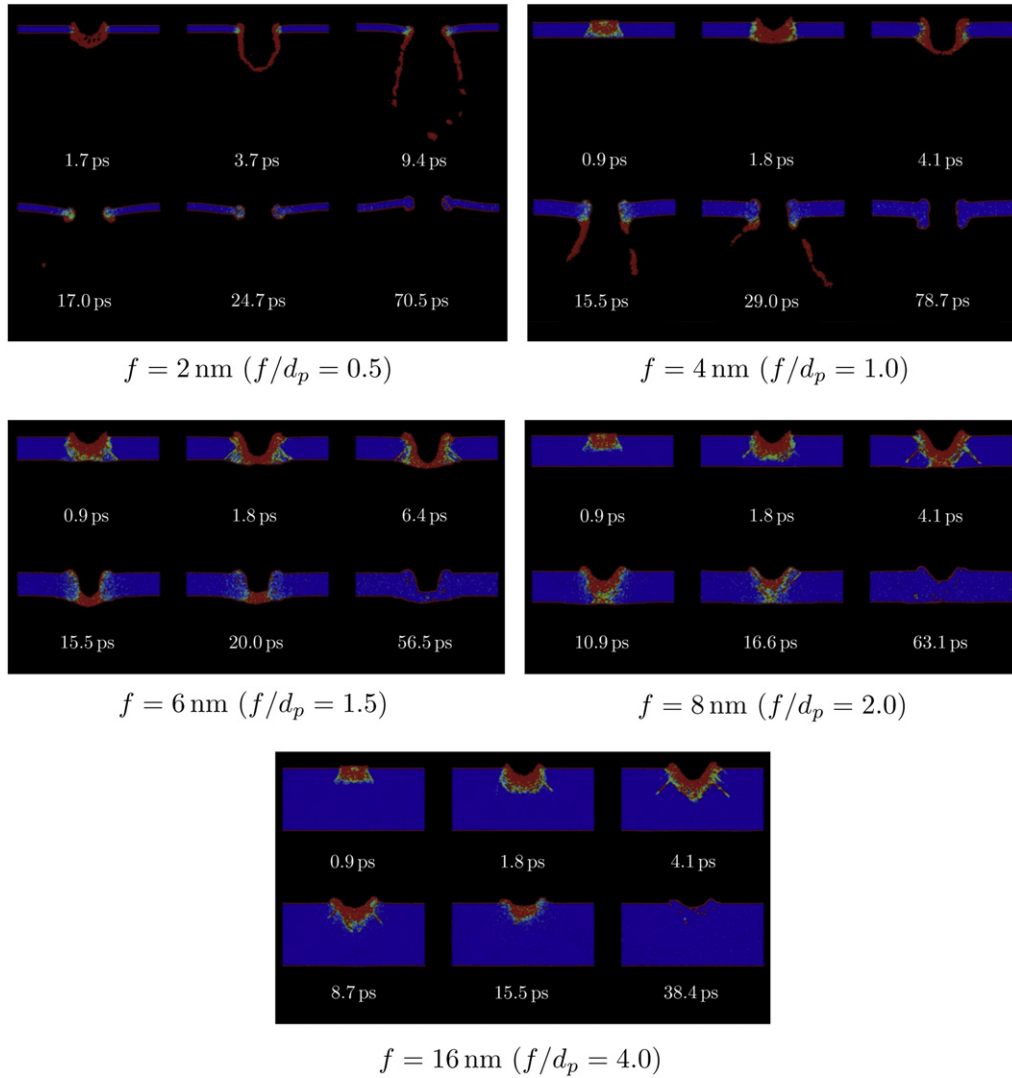 1.7 ps 3.7 ps 9.4 ps
17.0 ps 24.7 ps 70.5 ps
f = 2 nm (f/d_p = 0.5)
0.9 ps 1.8 ps 4.1 ps
15.5 ps 29.0 ps 78.7 ps
f = 4 nm (f/d_p = 1.0)
0.9 ps 1.8 ps 6.4 ps
15.5 ps 20.0 ps 56.5 ps
f = 6 nm (f/d_p = 1.5)
0.9 ps 1.8 ps 4.1 ps
10.9 ps 16.6 ps 63.1 ps
f = 8 nm (f/d_p = 2.0)
0.9 ps 1.8 ps 4.1 ps
8.7 ps 15.5 ps 38.4 ps
f = 16 nm (f/d_p = 4.0)